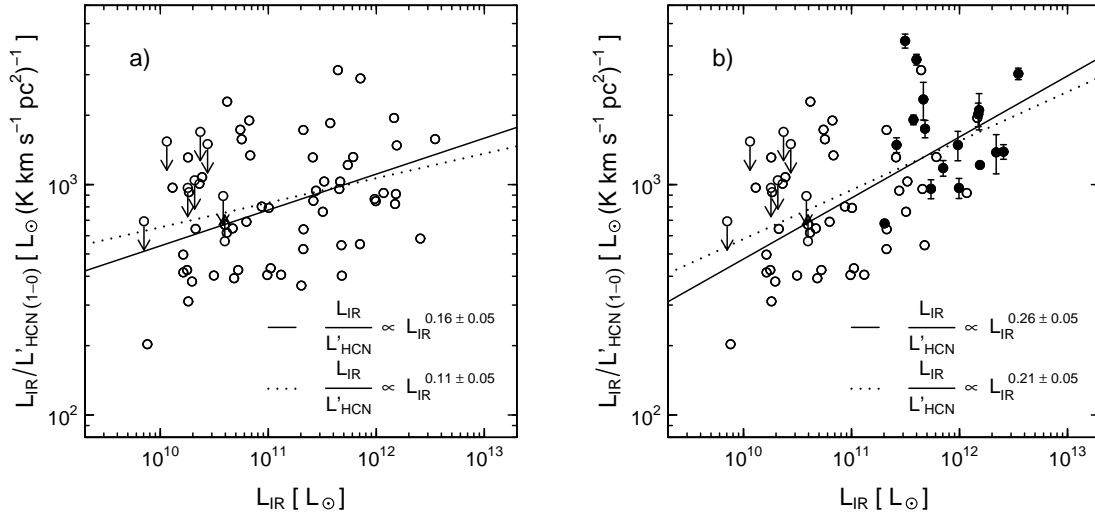 a)
L_IR/L'_HCN (1−0) [ L_⊙ (K km s^−1 pc^2)^−1 ]
10^3
10^2
L_IR / L'_HCN ∝ L_IR^0.16 ± 0.05
L_IR / L'_HCN ∝ L_IR^0.11 ± 0.05
10^10 10^11 10^12 10^13
L_IR [ L_⊙ ]
b)
L_IR/L'_HCN (1−0) [ L_⊙ (K km s^−1 pc^2)^−1 ]
10^3
10^2
L_IR / L'_HCN ∝ L_IR^0.26 ± 0.05
L_IR / L'_HCN ∝ L_IR^0.21 ± 0.05
10^10 10^11 10^12 10^13
L_IR [ L_⊙ ]